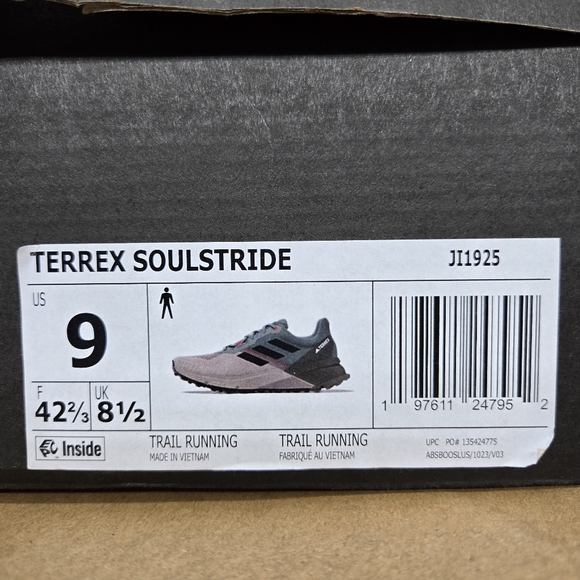 TERREX SOULSTRIDE JI1925
US
9
F
42⅔
UK
8½
Inside
TRAIL RUNNING
MADE IN VIETNAM
TRAIL RUNNING
FABRIQUÉ AU VIETNAM
1 97611 24795 2
UPC PO# 135424775
ABSBOOSLUS/1023/V03